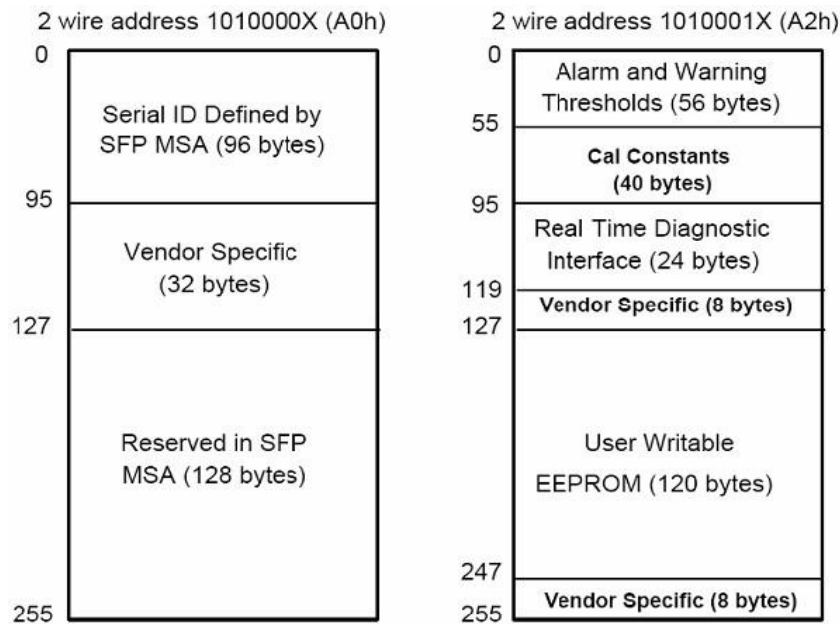 2 wire address 1010000X (A0h)
0
Serial ID Defined by
SFP MSA (96 bytes)
95
Vendor Specific
(32 bytes)
127
Reserved in SFP
MSA (128 bytes)
255
2 wire address 1010001X (A2h)
0
Alarm and Warning
Thresholds (56 bytes)
55
Cal Constants
(40 bytes)
95
Real Time Diagnostic
Interface (24 bytes)
119
Vendor Specific (8 bytes)
127
User Writable
EEPROM (120 bytes)
247
Vendor Specific (8 bytes)
255